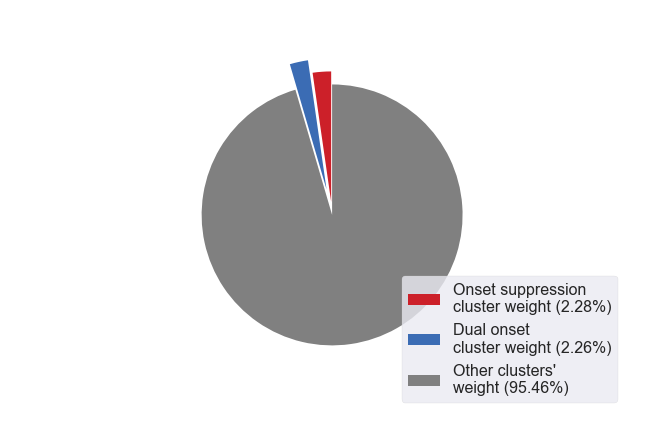 Onset suppression
cluster weight (2.28%)
Dual onset
cluster weight (2.26%)
Other clusters'
weight (95.46%)